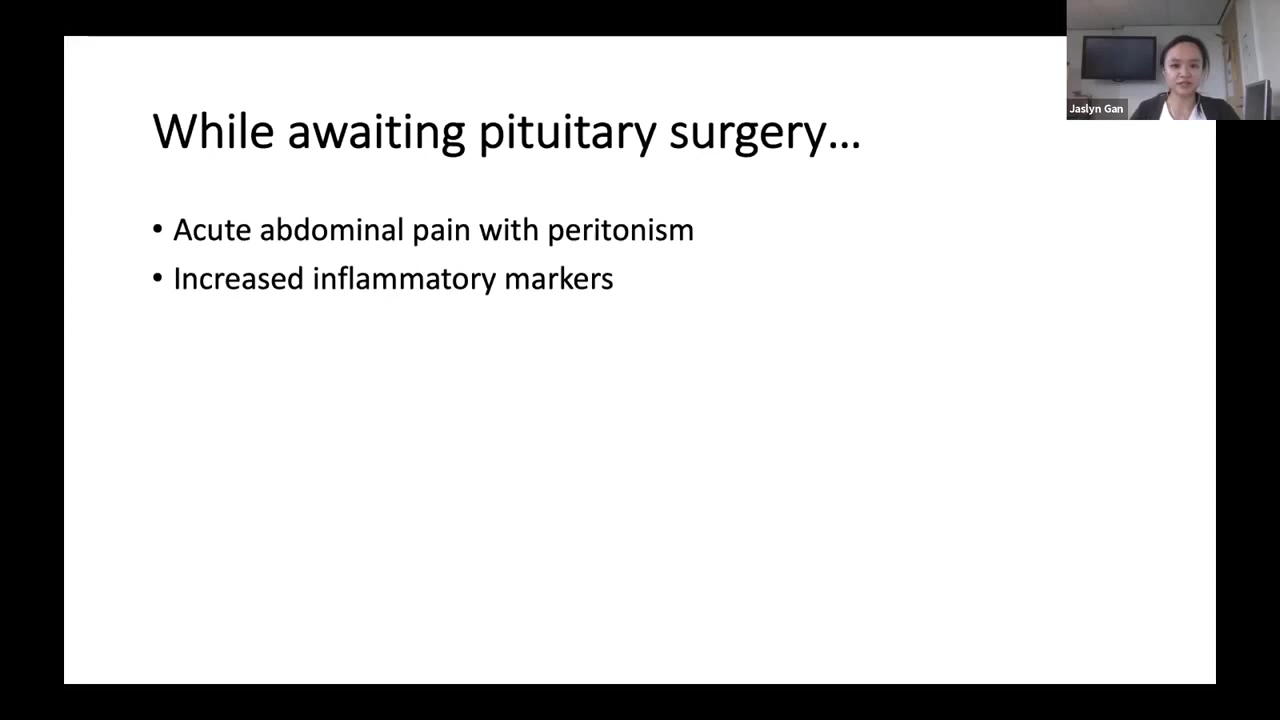 Jaslyn Gan
While awaiting pituitary surgery…
• Acute abdominal pain with peritonism
• Increased inflammatory markers